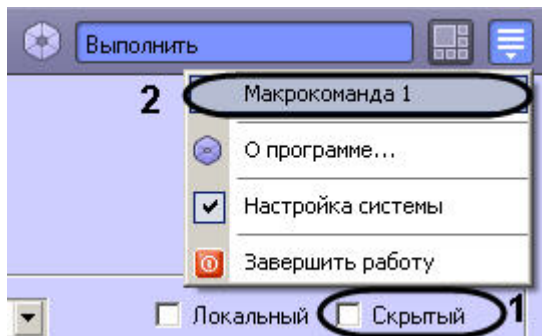 Выполнить
2 Макрокоманда 1
О программе...
Настройка системы
Завершить работу
Локальный Скрытый 1